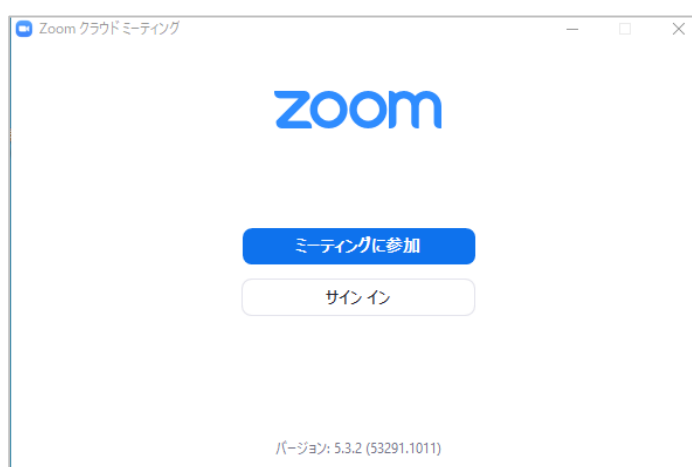 Zoom クラウド ミーティング
zoom
ミーティングに参加
サイン イン
バージョン: 5.3.2 (53291.1011)